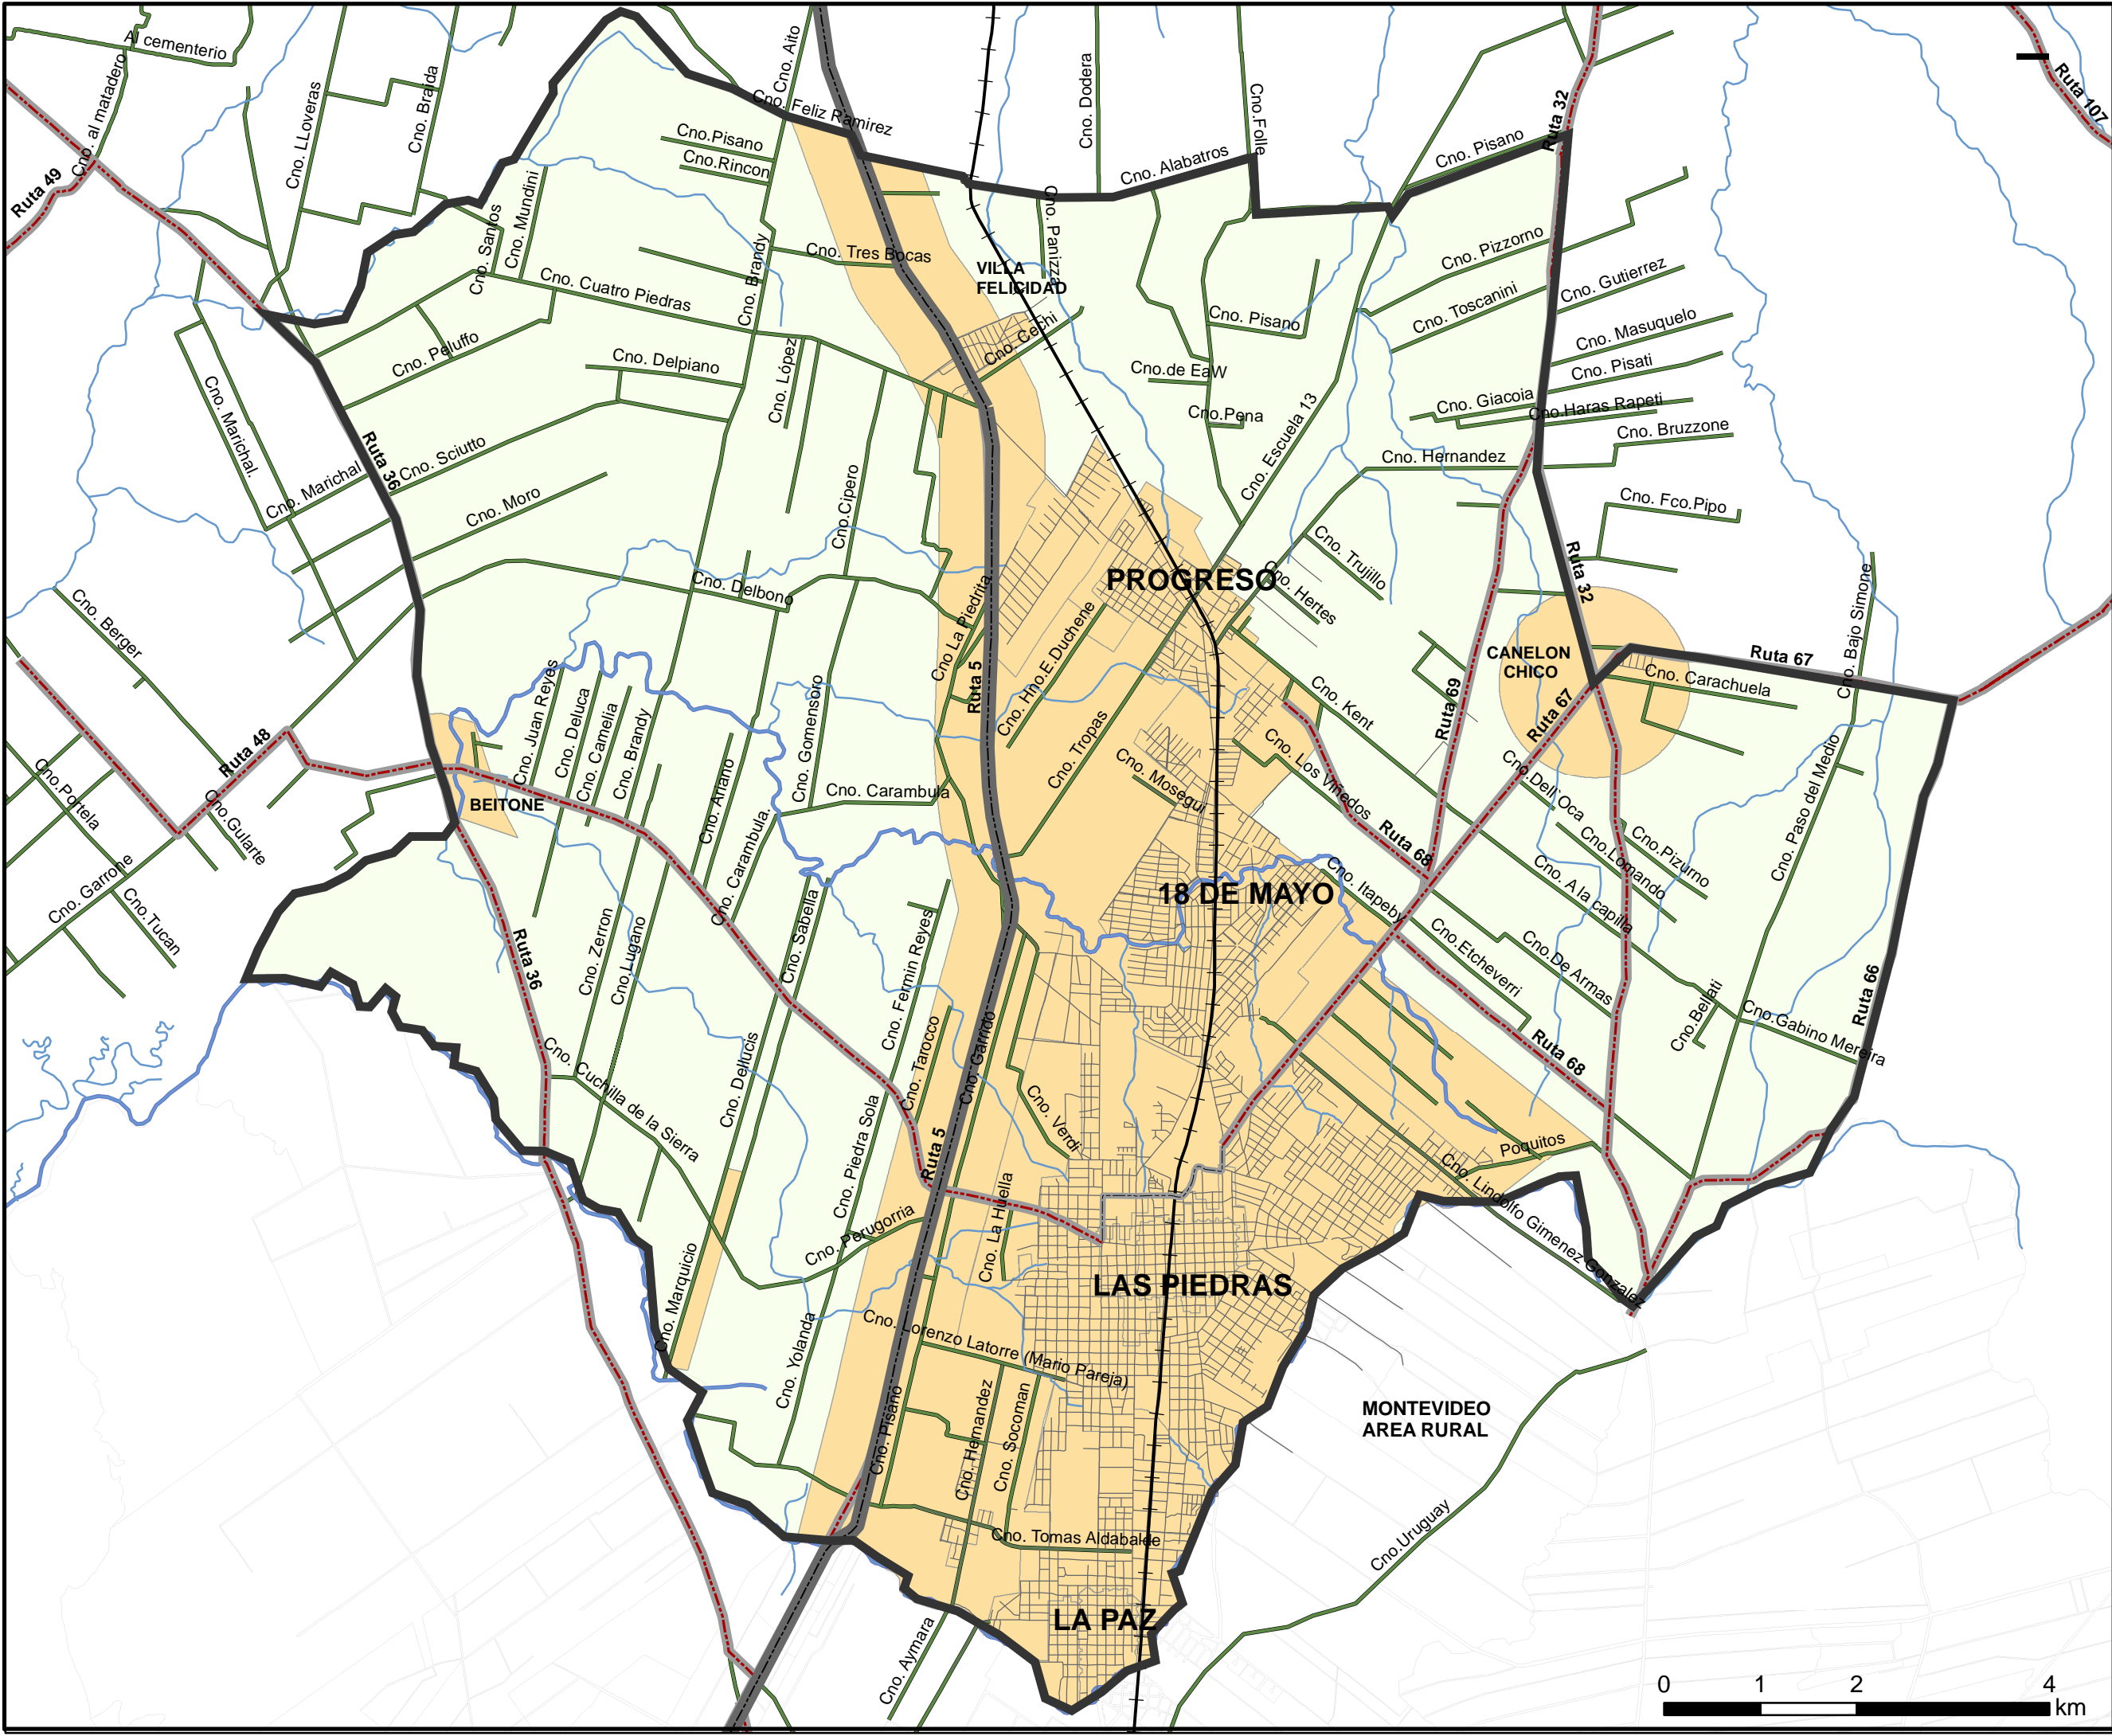 Al cementerio
Cno. al matadero
Ruta 49
Cno. LLoveras
Cno. Braida
Cno. Aito
Cno. Feliz Ramirez
Cno. Dodera
Cno.Folle
Ruta 32
Ruta 107
Cno.Pisano
Cno.Rincon
Cno. Alabatros
Cno. Pisano
Cno. Santos
Cno. Mundini
Cno. Brandy
Cno. Tres Bocas
Cno. Panizza
VILLA
FELICIDAD
Cno. Pizzorno
Cno. Gutierrez
Cno. Toscanini
Cno. Cuatro Piedras
Cno. Pisano
Cno. Cechi
Cno. Masuquelo
Cno. Pisati
Cno. Peluffo
Cno. Delpiano
Cno. López
Cno.de EaW
Cno.Pena
Cno. Giacoia
Cno.Haras Rapeti
Cno. Bruzzone
Cno. Marichal.
Cno. Marichal
Ruta 36
Cno. Sciutto
Cno. Moro
Cno.Cipero
Cno. Escuela 13
Cno. Hernandez
Cno. Fco.Pipo
Cno. Trujillo
Cno. Hertes
Ruta 32
PROGRESO
Cno. Delbono
Cno La Piedrita
Cno. Hno.E.Duchene
Ruta 5
Cno. Berger
Cno. Bajo Simone
CANELON
CHICO
Ruta 67
Cno. Carachuela
Ruta 67
Ruta 69
Cno. Kent
Cno. Tropas
Cno. Juan Reyes
Cno. Deluca
Cno. Camelia
Cno. Brandy
Cno. Gomensoro
Cno. Ariano
Cno. Carambula
Cno. Carambula.
Cno. Mosegui
Cno. Los Viñedos
Ruta 68
Ruta 48
Cno.Portela
Cno.Gularte
Cno. Garrone
Cno.Tucan
BEITONE
Cno.Dell`Oca
Cno.Lomando
Cno.Pizurno
Cno. Paso del Medio
18 DE MAYO
Cno. Itapeby
Cno. A la capilla
Cno.Etcheverri
Cno.De Armas
Ruta 66
Cno.Bellati
Cno.Gabino Mereira
Ruta 36
Cno. Zerron
Cno.Lugano
Cno. Sabella
Cno. Fermin Reyes
Cno. Tarocco
Cno. Garrido
Ruta 68
Cno. Cuchilla de la Sierra
Cno. Dellucis
Cno. Piedra Sola
Cno. Verdi
Ruta 5
Poquitos
Cno. Lindolfo Gimenez Gonzalez
Cno. Perugorria
Cno. La Huella
Cno. Marquicio
LAS PIEDRAS
Cno. Yolanda
Cno. Lorenzo Latorre (Mario Pareja)
Cno. Pisano
Cno. Hernandez
Cno. Socoman
MONTEVIDEO
AREA RURAL
Cno. Tomas Aldabalde
Cno.Uruguay
LA PAZ
Cno. Aymara
0 1 2 4
km